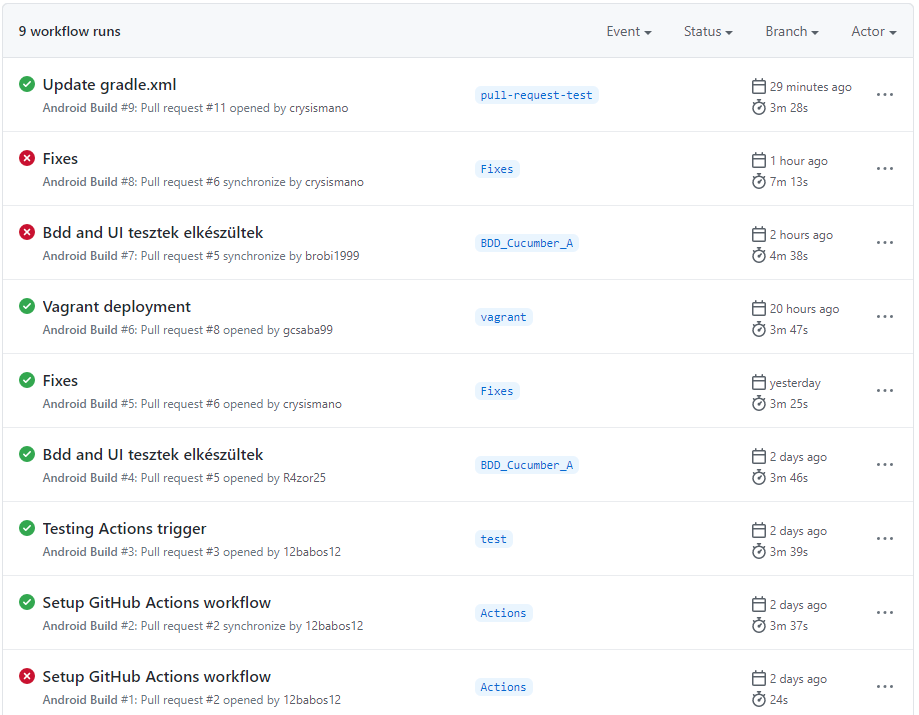 9 workflow runs Event Status Branch Actor
Update gradle.xml
Android Build #9: Pull request #11 opened by crysismano
pull-request-test
29 minutes ago
3m 28s
Fixes
Android Build #8: Pull request #6 synchronize by crysismano
Fixes
1 hour ago
7m 13s
Bdd and UI tesztek elkészültek
Android Build #7: Pull request #5 synchronize by brobi1999
BDD_Cucumber_A
2 hours ago
4m 38s
Vagrant deployment
Android Build #6: Pull request #8 opened by gcsaba99
vagrant
20 hours ago
3m 47s
Fixes
Android Build #5: Pull request #6 opened by crysismano
Fixes
yesterday
3m 25s
Bdd and UI tesztek elkészültek
Android Build #4: Pull request #5 opened by R4zor25
BDD_Cucumber_A
2 days ago
3m 46s
Testing Actions trigger
Android Build #3: Pull request #3 opened by 12babos12
test
2 days ago
3m 39s
Setup GitHub Actions workflow
Android Build #2: Pull request #2 synchronize by 12babos12
Actions
2 days ago
3m 37s
Setup GitHub Actions workflow
Android Build #1: Pull request #2 opened by 12babos12
Actions
2 days ago
24s